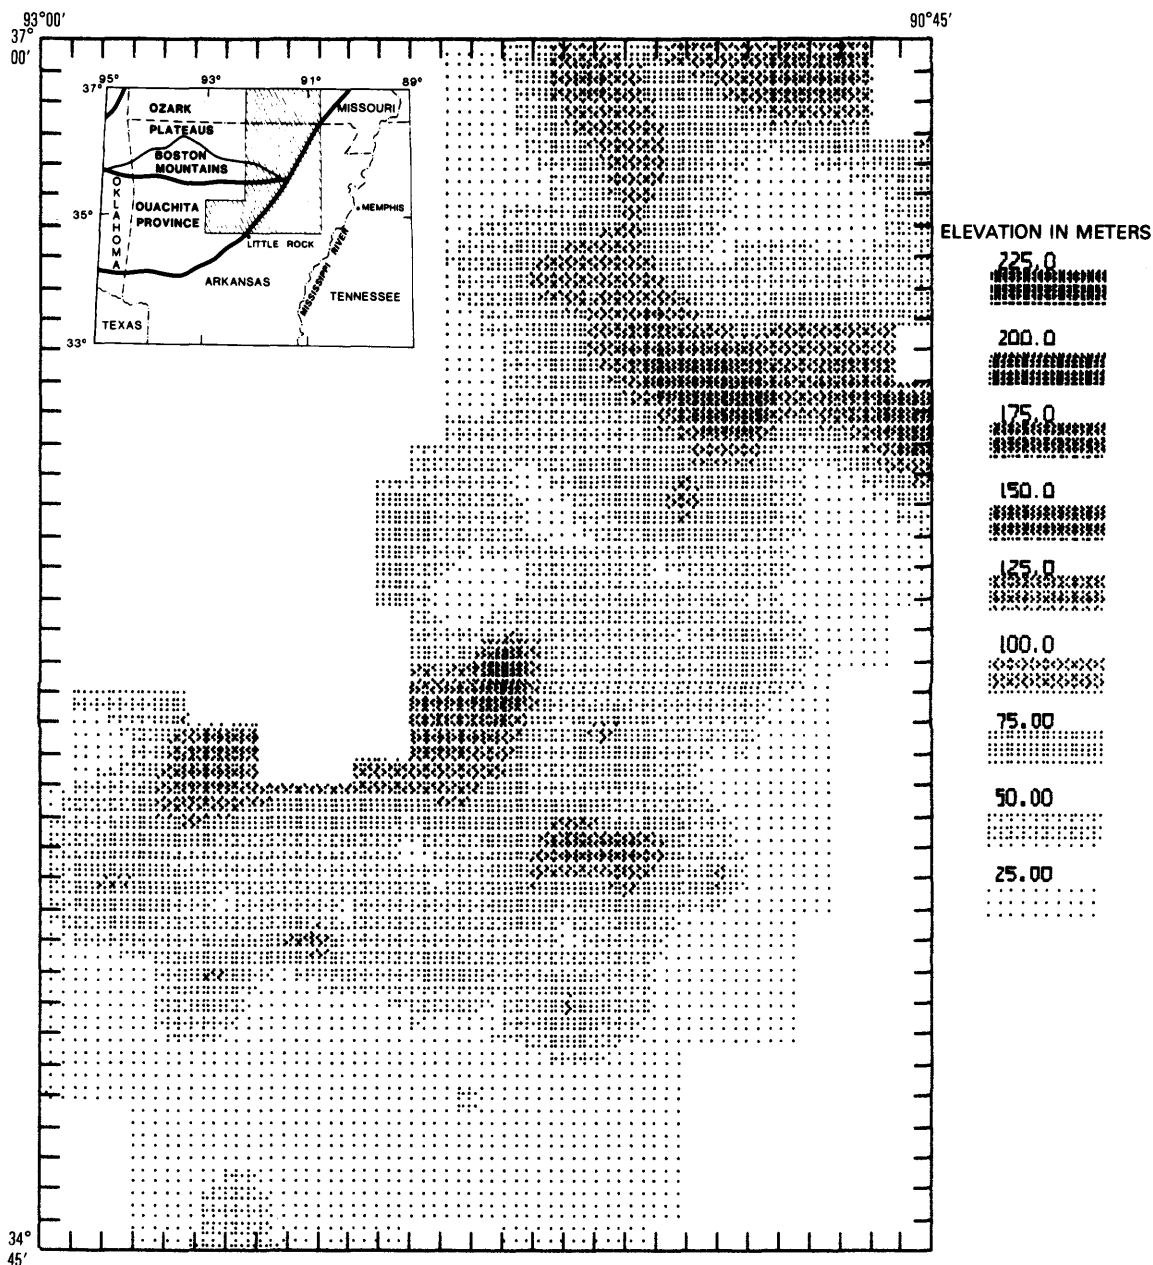 93°00′
90°45′
37°
00′
95°
93°
91°
89°
37°
OZARK
MISSOURI
PLATEAUS
BOSTON
MOUNTAINS
OKLAHOMA
OUACHITA
PROVINCE
35°
MEMPHIS
LITTLE ROCK
MISSISSIPPI RIVER
ARKANSAS
TENNESSEE
TEXAS
33°
ELEVATION IN METERS
225.0
200.0
175.0
150.0
125.0
100.0
75.00
50.00
25.00
34°
45′